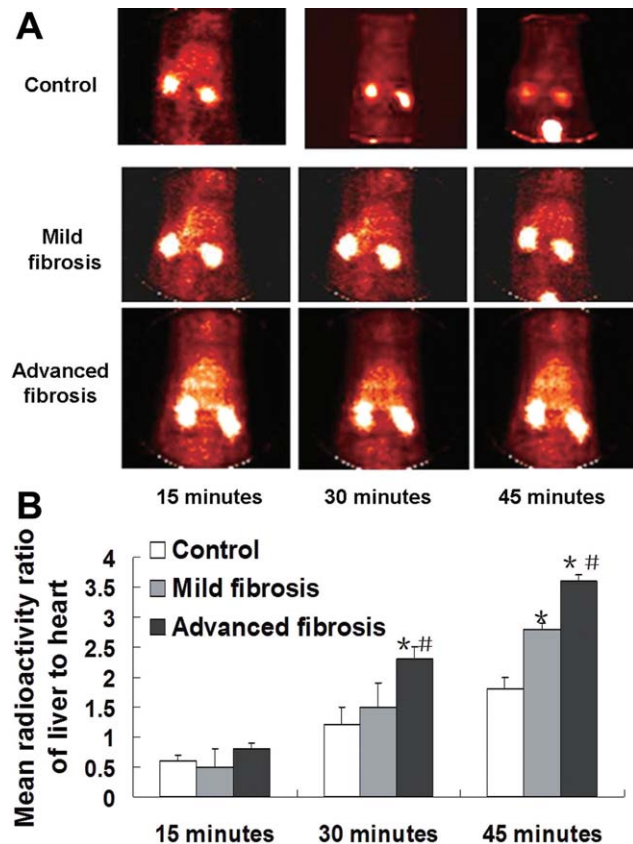 A
Control
Mild
fibrosis
Advanced
fibrosis
15 minutes 30 minutes 45 minutes
B
Mean radioactivity ratio
of liver to heart
4
3.5
3
2.5
2
1.5
1
0.5
0
Control
Mild fibrosis
Advanced fibrosis
*#
*
* #
15 minutes 30 minutes 45 minutes